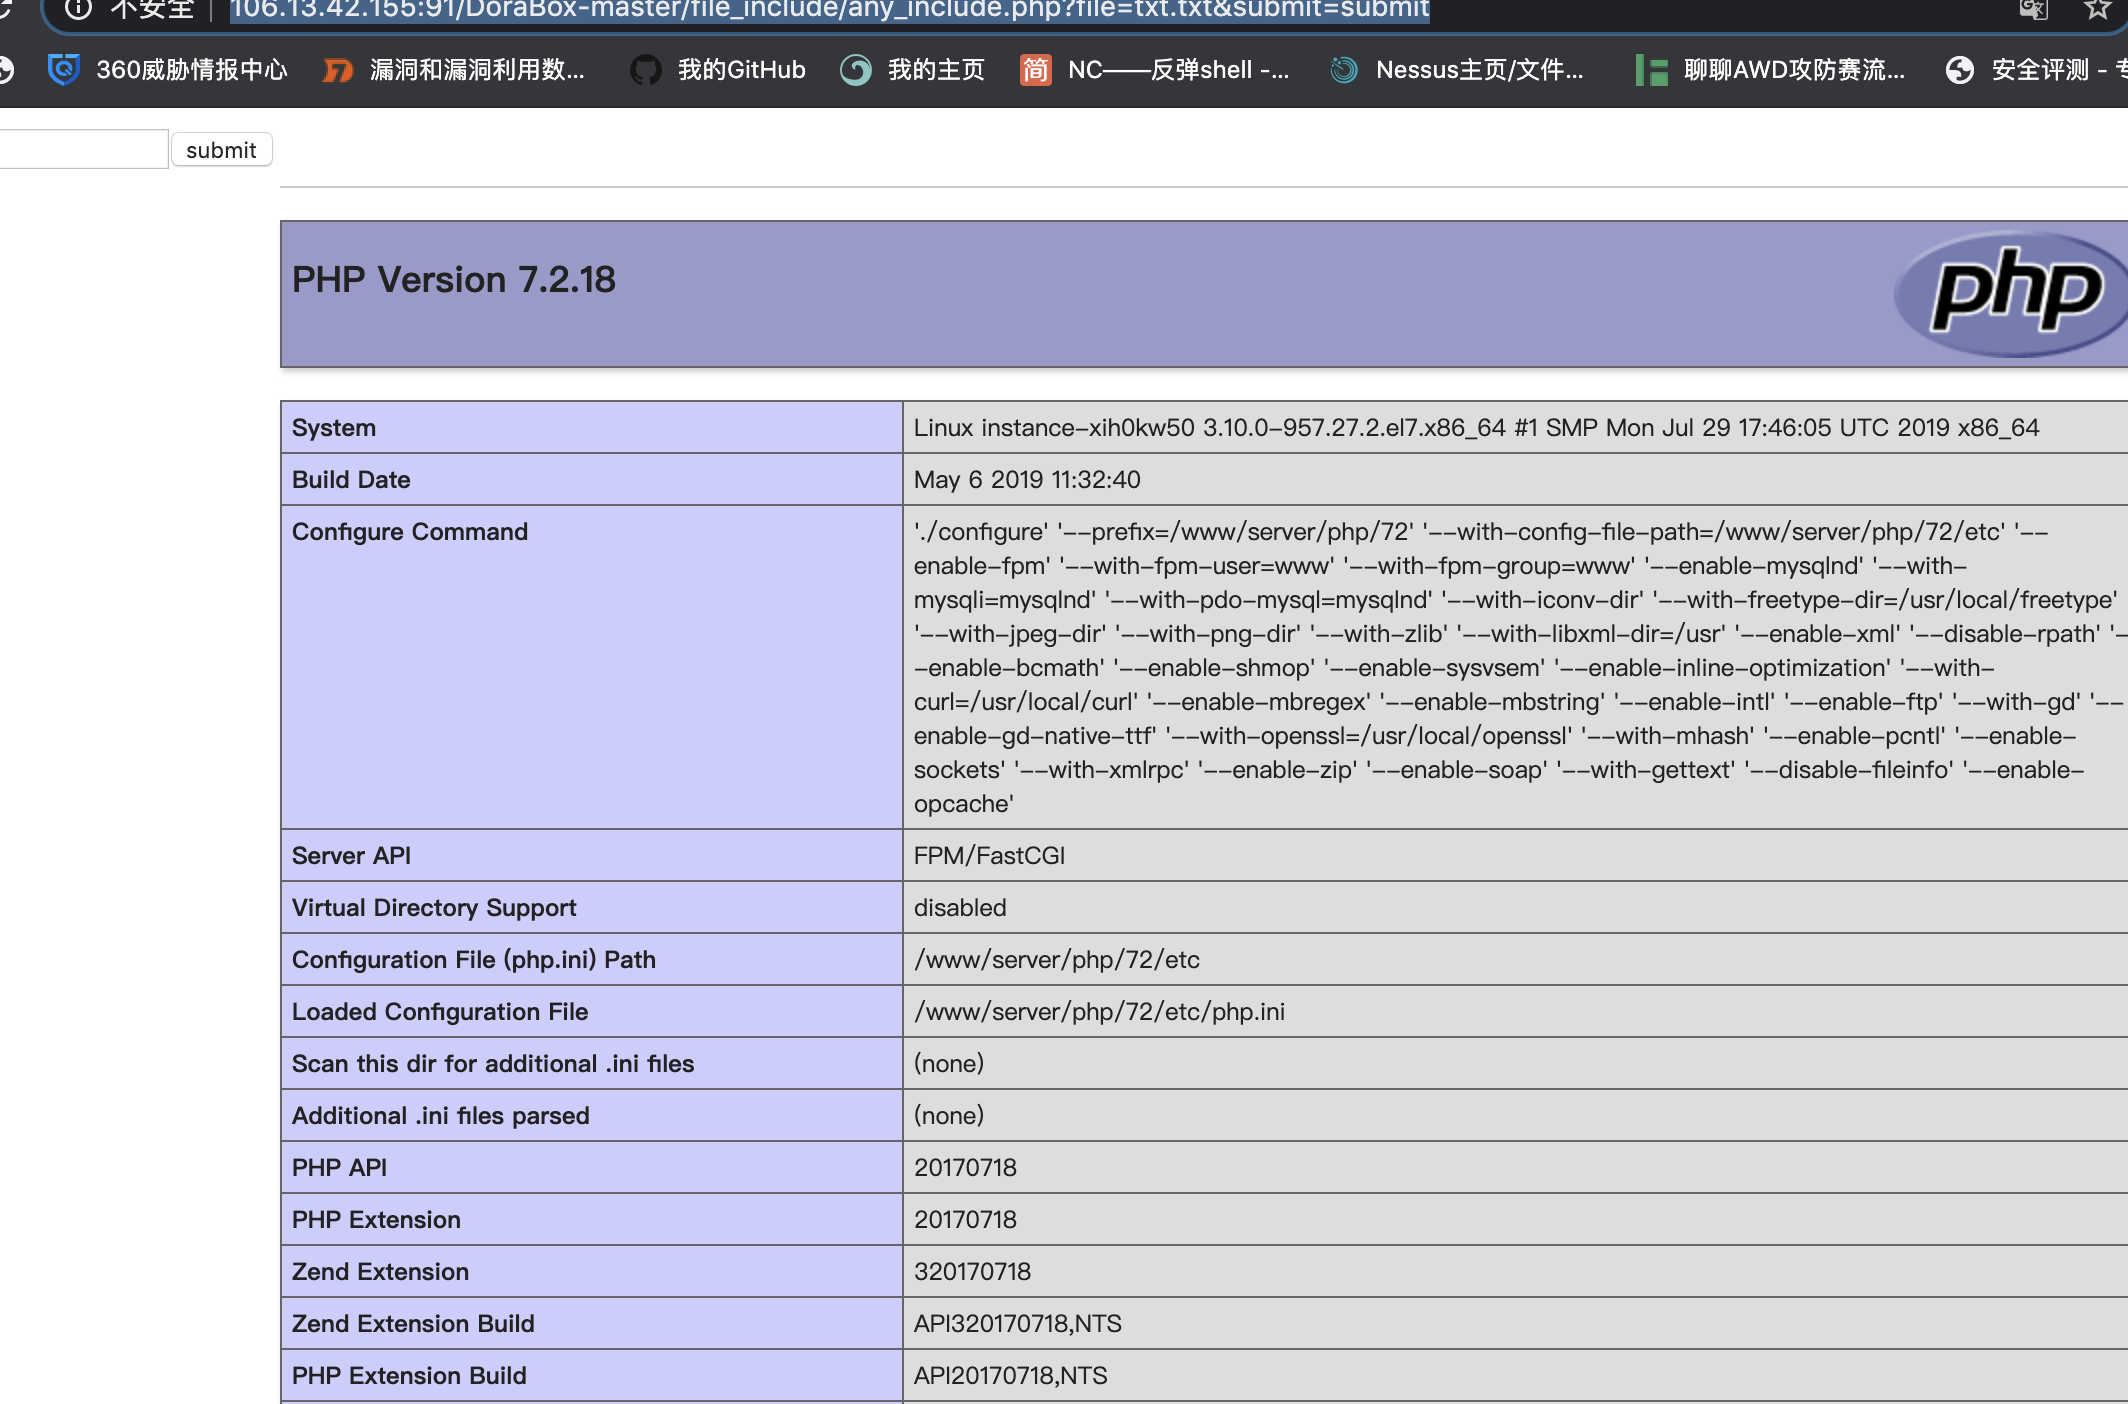 不安全 106.13.42.155:91/DoraBox-master/file_include/any_include.php?file=txt.txt&submit=submit
360威胁情报中心 漏洞和漏洞利用数... 我的GitHub 我的主页 简 NC——反弹shell -... Nessus主页/文件... 聊聊AWD攻防赛流... 安全评测 -
submit
PHP Version 7.2.18
php
System Linux instance-xih0kw50 3.10.0-957.27.2.el7.x86_64 #1 SMP Mon Jul 29 17:46:05 UTC 2019 x86_64
Build Date May 6 2019 11:32:40
Configure Command './configure' '--prefix=/www/server/php/72' '--with-config-file-path=/www/server/php/72/etc' '--
enable-fpm' '--with-fpm-user=www' '--with-fpm-group=www' '--enable-mysqlnd' '--with-
mysqli=mysqlnd' '--with-pdo-mysql=mysqlnd' '--with-iconv-dir' '--with-freetype-dir=/usr/local/freetype'
'--with-jpeg-dir' '--with-png-dir' '--with-zlib' '--with-libxml-dir=/usr' '--enable-xml' '--disable-rpath' '-
-enable-bcmath' '--enable-shmop' '--enable-sysvsem' '--enable-inline-optimization' '--with-
curl=/usr/local/curl' '--enable-mbregex' '--enable-mbstring' '--enable-intl' '--enable-ftp' '--with-gd' '--
enable-gd-native-ttf' '--with-openssl=/usr/local/openssl' '--with-mhash' '--enable-pcntl' '--enable-
sockets' '--with-xmlrpc' '--enable-zip' '--enable-soap' '--with-gettext' '--disable-fileinfo' '--enable-
opcache'
Server API FPM/FastCGI
Virtual Directory Support disabled
Configuration File (php.ini) Path /www/server/php/72/etc
Loaded Configuration File /www/server/php/72/etc/php.ini
Scan this dir for additional .ini files (none)
Additional .ini files parsed (none)
PHP API 20170718
PHP Extension 20170718
Zend Extension 320170718
Zend Extension Build API320170718,NTS
PHP Extension Build API20170718,NTS